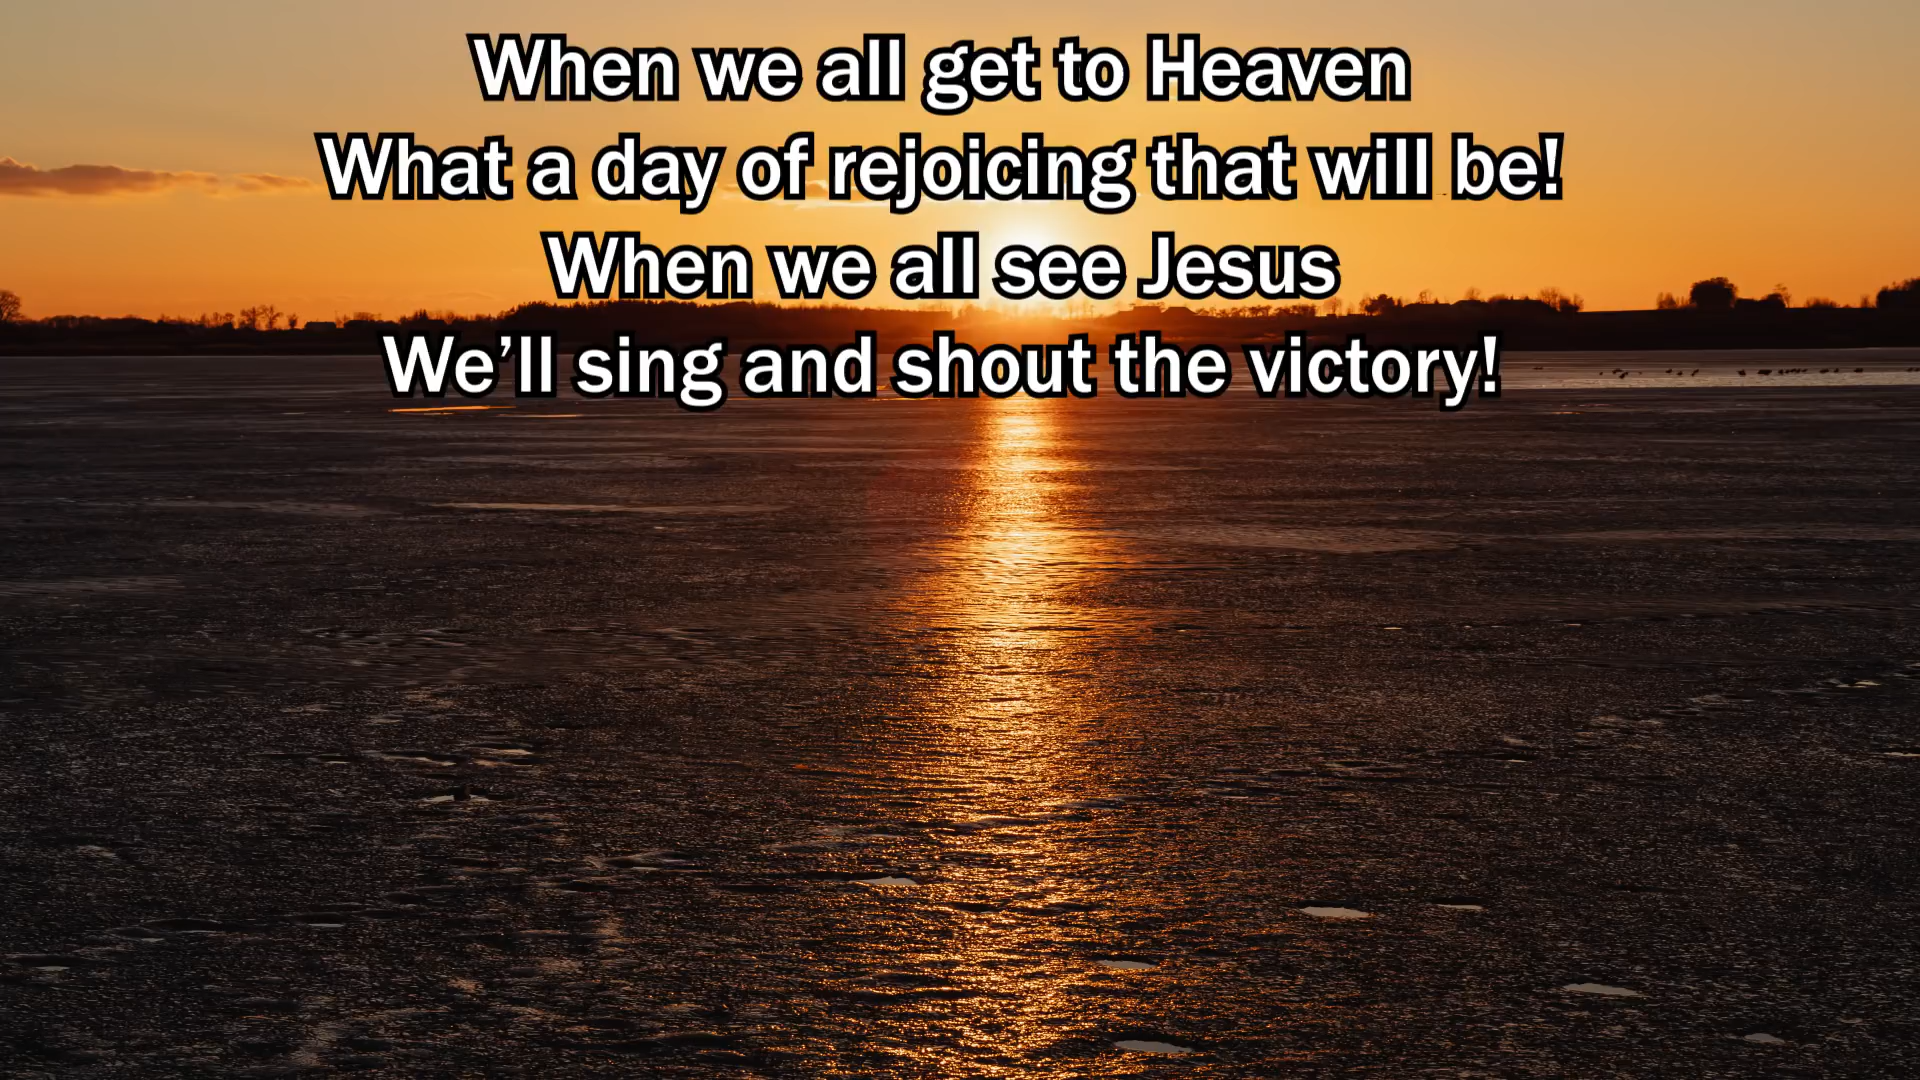 When we all get to Heaven
What a day of rejoicing that will be!
When we all see Jesus
We’ll sing and shout the victory!